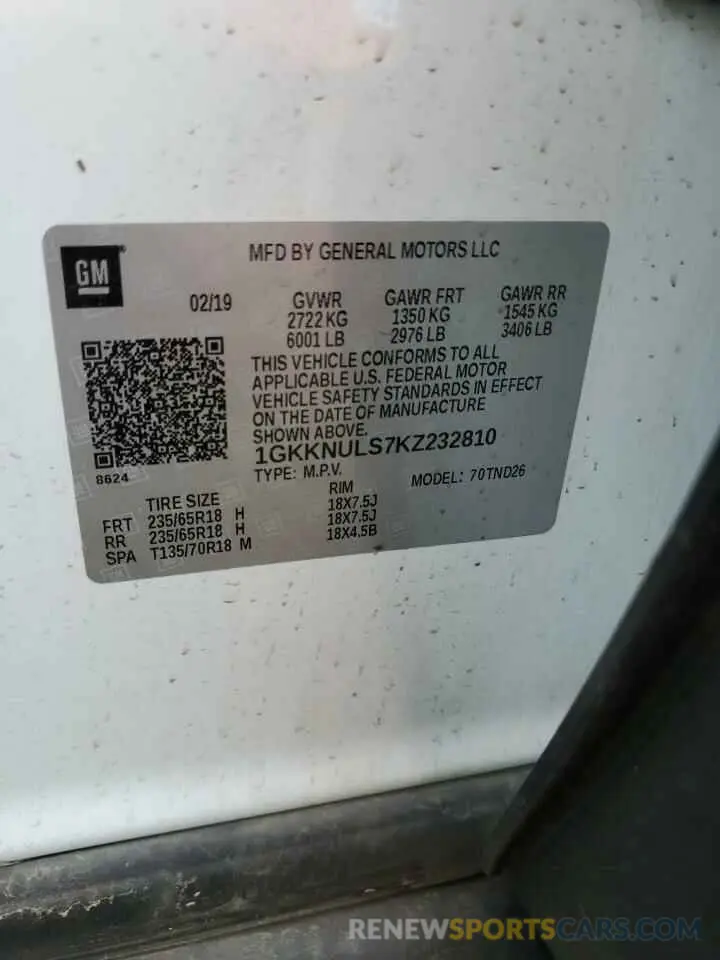 GM
MFD BY GENERAL MOTORS LLC
02/19 GVWR GAWR FRT GAWR RR
2722 KG 1350 KG 1545 KG
6001 LB 2976 LB 3406 LB
THIS VEHICLE CONFORMS TO ALL
APPLICABLE U.S. FEDERAL MOTOR
VEHICLE SAFETY STANDARDS IN EFFECT
ON THE DATE OF MANUFACTURE
SHOWN ABOVE.
1GKKNULS7KZ232810
8624
TYPE: M.P.V. MODEL: 70TND26
TIRE SIZE RIM
FRT 235/65R18 H 18X7.5J
RR 235/65R18 H 18X7.5J
SPA T135/70R18 M 18X4.5B
RENEWSPORTSCARS.COM